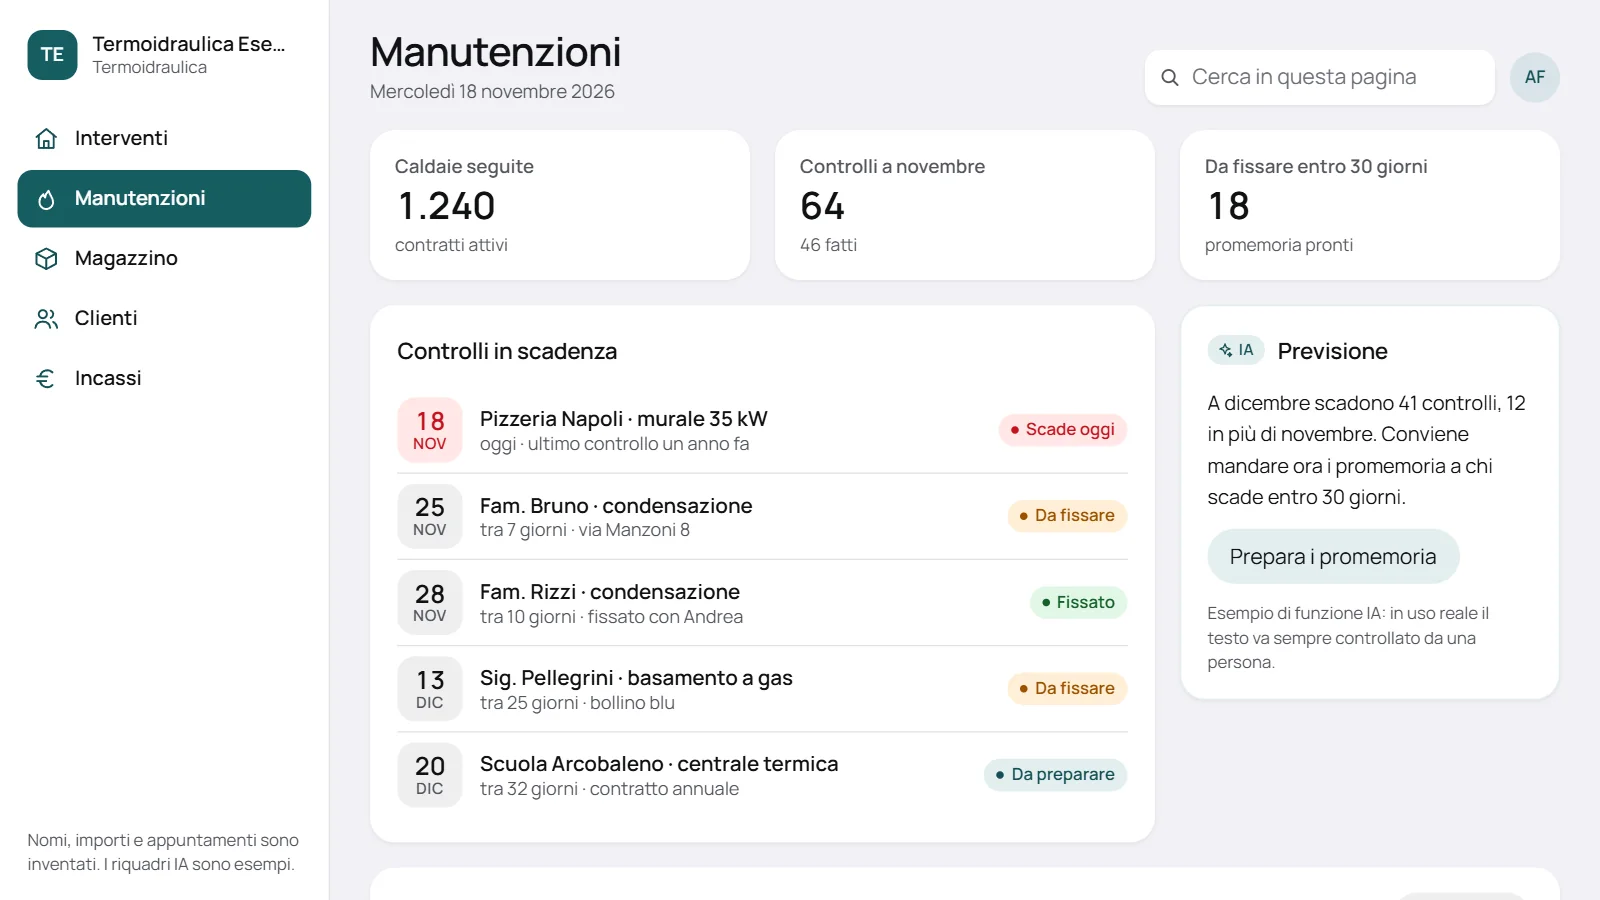 TE
Termoidraulica Ese...
Termoidraulica
Interventi
Manutenzioni
Magazzino
Clienti
Incassi
Nomi, importi e appuntamenti sono
inventati. I riquadri IA sono esempi.
Manutenzioni
Mercoledì 18 novembre 2026
Cerca in questa pagina
AF
Caldaie seguite
1.240
contratti attivi
Controlli a novembre
64
46 fatti
Da fissare entro 30 giorni
18
promemoria pronti
Controlli in scadenza
18
NOV
Pizzeria Napoli · murale 35 kW
oggi · ultimo controllo un anno fa
Scade oggi
25
NOV
Fam. Bruno · condensazione
tra 7 giorni · via Manzoni 8
Da fissare
28
NOV
Fam. Rizzi · condensazione
tra 10 giorni · fissato con Andrea
Fissato
13
DIC
Sig. Pellegrini · basamento a gas
tra 25 giorni · bollino blu
Da fissare
20
DIC
Scuola Arcobaleno · centrale termica
tra 32 giorni · contratto annuale
Da preparare
IA
Previsione
A dicembre scadono 41 controlli, 12
in più di novembre. Conviene
mandare ora i promemoria a chi
scade entro 30 giorni.
Prepara i promemoria
Esempio di funzione IA: in uso reale il
testo va sempre controllato da una
persona.